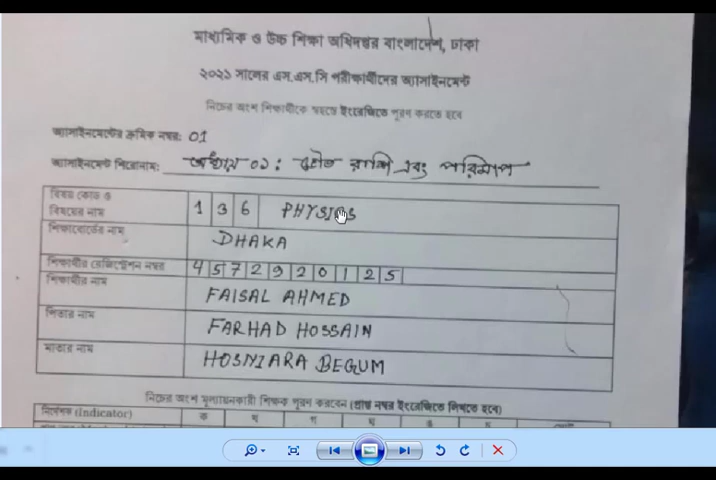 মাধ্যমিক ও উচ্চ শিক্ষা অধিদপ্তর বাংলাদেশ, ঢাকা
২০২১ সালের এস.এস.সি পরীক্ষার্থীদের অ্যাসাইনমেন্ট
নিচের অংশ শিক্ষার্থীকে স্বহস্তে ইংরেজিতে পূরণ করতে হবে
অ্যাসাইনমেন্টের ক্রমিক নম্বর: 01
অ্যাসাইনমেন্ট শিরোনাম: অধ্যায় ০১: ভৌত রাশি এবং পরিমাপ
বিষয় কোড ও
বিষয়ের নাম 1 3 6 PHYSICS
শিক্ষাবোর্ডের নাম DHAKA
শিক্ষার্থীর রেজিস্ট্রেশন নম্বর 4 5 7 2 9 2 0 1 2 5
শিক্ষার্থীর নাম FAISAL AHMED
পিতার নাম FARHAD HOSSAIN
মাতার নাম HOSNIARA BEGUM
নিচের অংশ মূল্যায়নকারী শিক্ষক পূরণ করবেন (প্রাপ্ত নম্বর ইংরেজিতে লিখতে হবে)
নির্দেশক (Indicator) ক খ গ ঘ ঙ